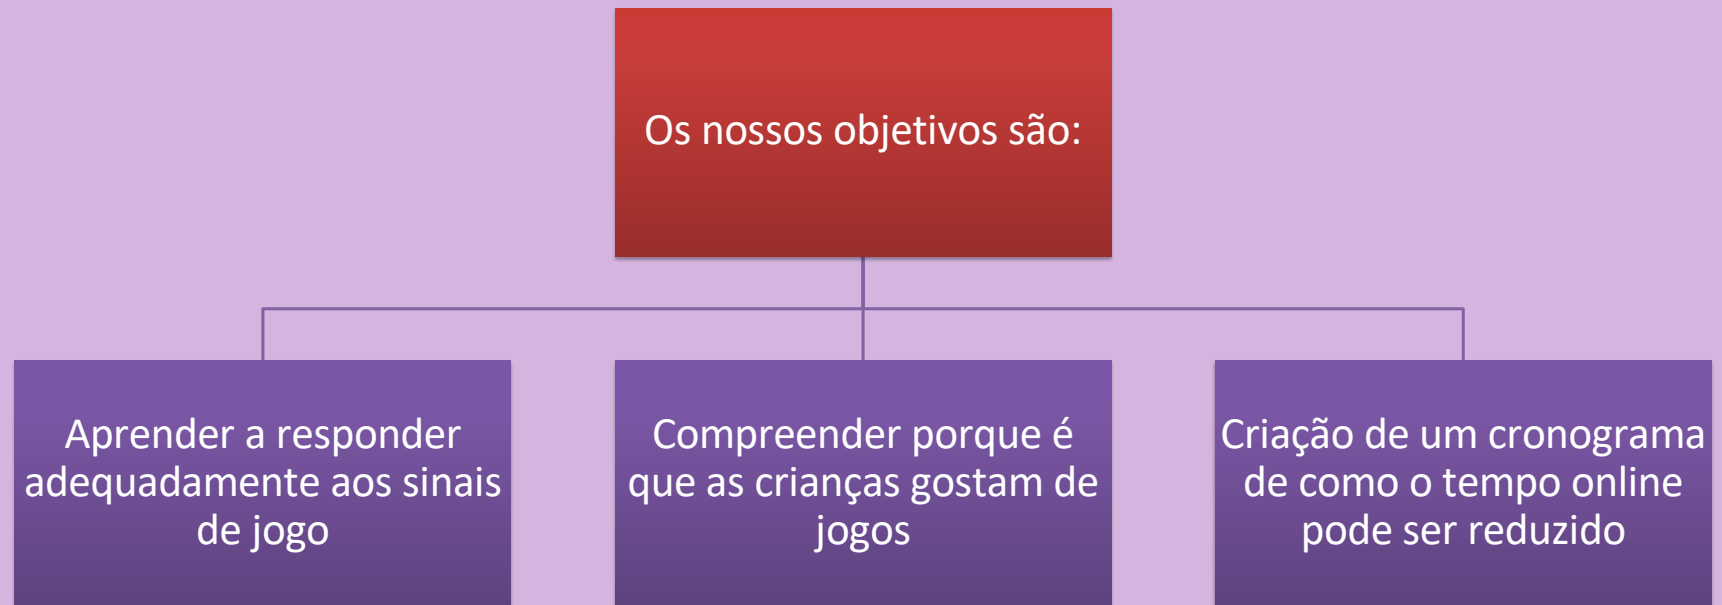 Os nossos objetivos são:
Aprender a responder
adequadamente aos sinais
de jogo
Compreender porque é
que as crianças gostam de
jogos
Criação de um cronograma
de como o tempo online
pode ser reduzido